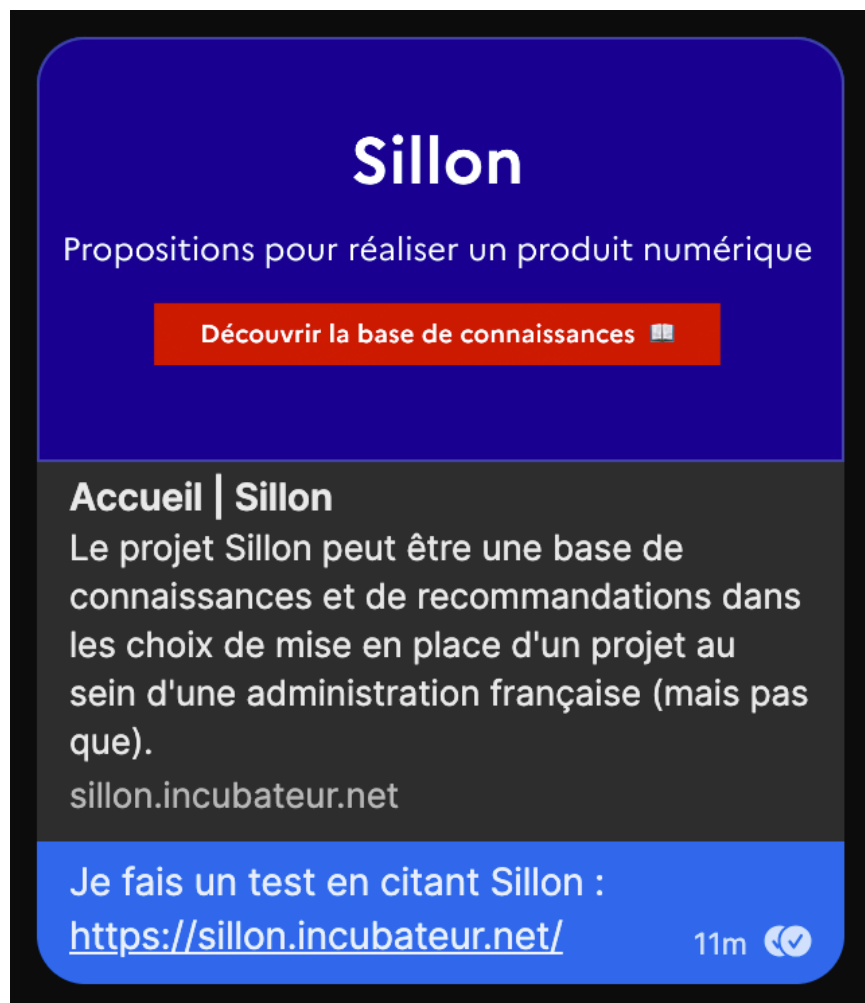 Sillon
Propositions pour réaliser un produit numérique
Découvrir la base de connaissances 📖
Accueil | Sillon
Le projet Sillon peut être une base de
connaissances et de recommandations dans
les choix de mise en place d'un projet au
sein d'une administration française (mais pas
que).
sillon.incubateur.net
Je fais un test en citant Sillon :
https://sillon.incubateur.net/
11m